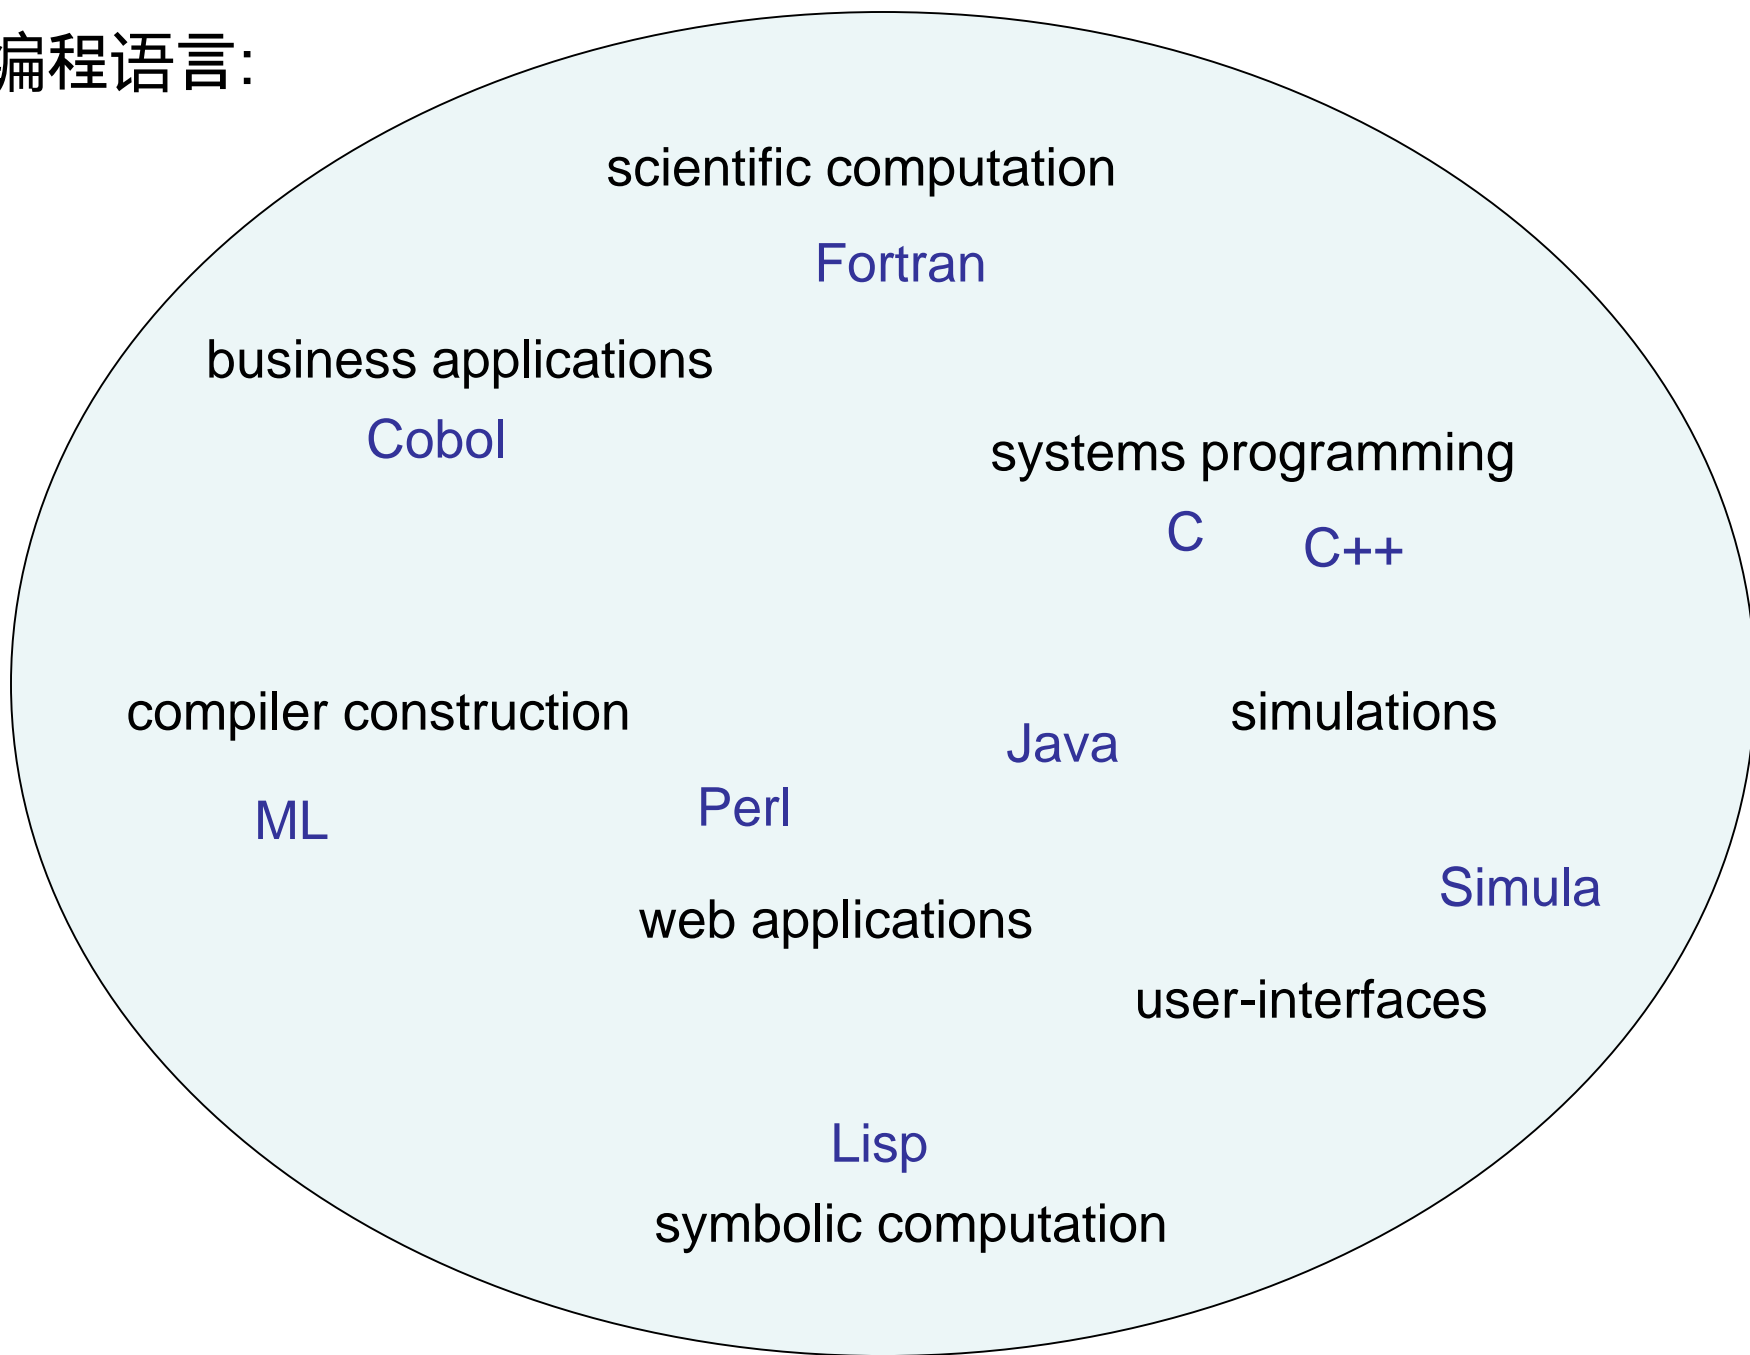 编程语言:
scientific computation
Fortran
business applications
Cobol
systems programming
C
C++
compiler construction
simulations
Java
ML
Perl
Simula
web applications
user-interfaces
Lisp
symbolic computation